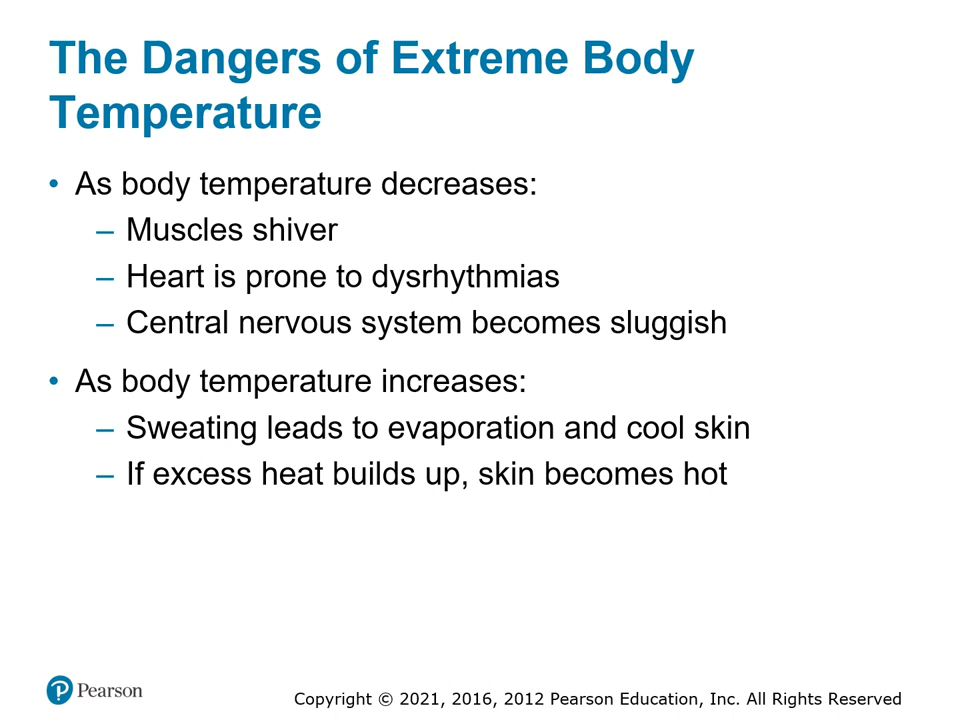 The Dangers of Extreme Body
Temperature
• As body temperature decreases:
– Muscles shiver
– Heart is prone to dysrhythmias
– Central nervous system becomes sluggish
• As body temperature increases:
– Sweating leads to evaporation and cool skin
– If excess heat builds up, skin becomes hot
P Pearson
Copyright © 2021, 2016, 2012 Pearson Education, Inc. All Rights Reserved